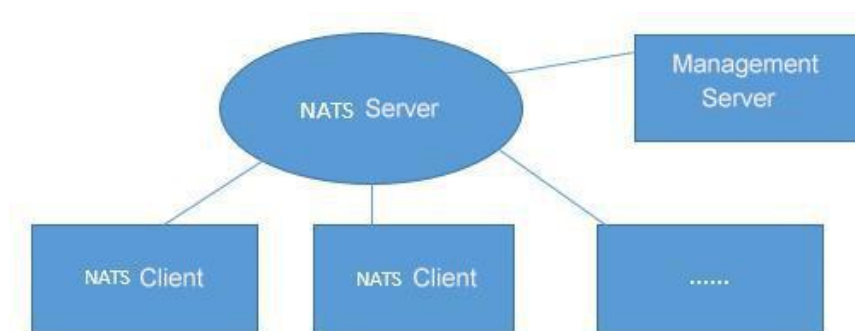 NATS Server
Management
Server
NATS Client
NATS Client
......